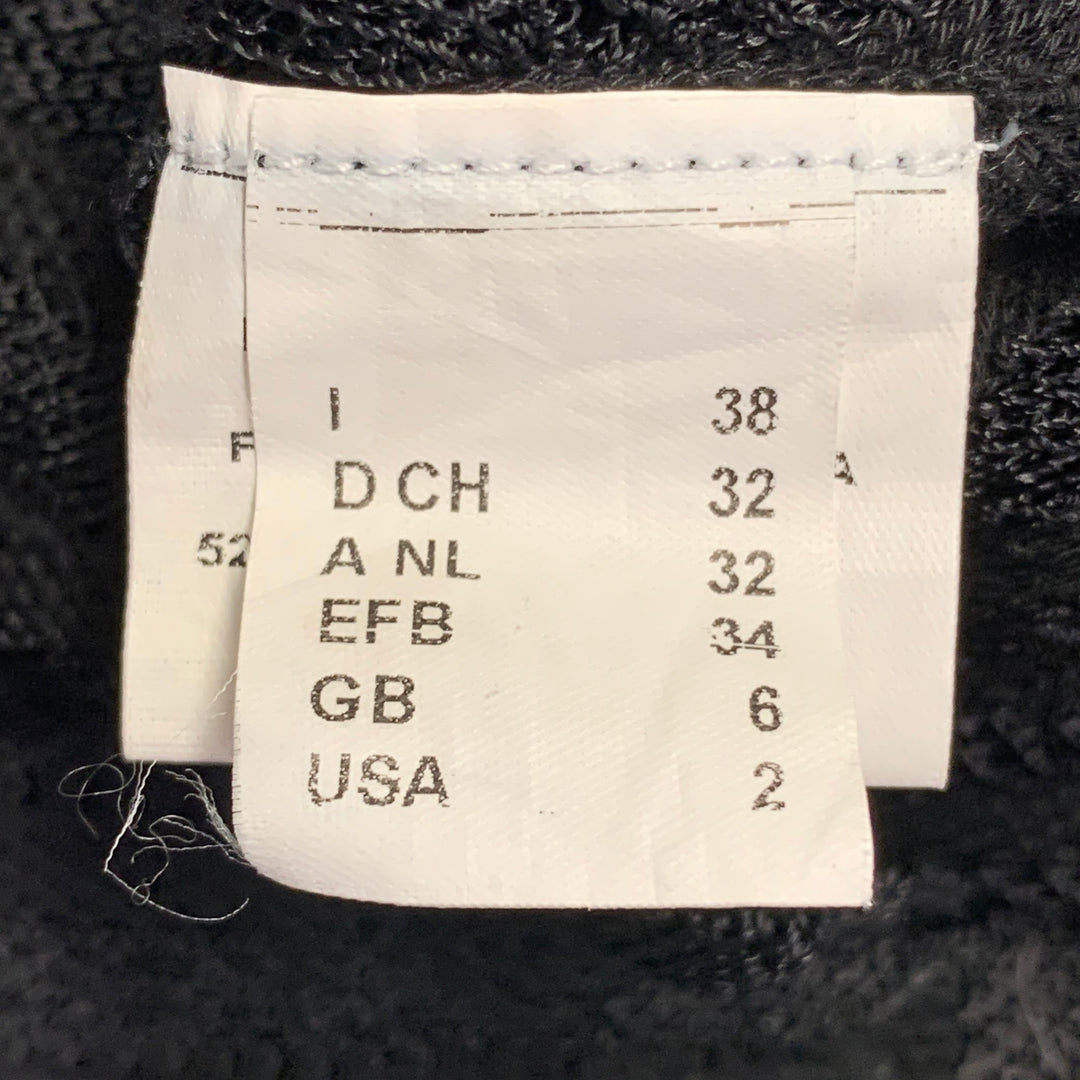 I 38
D CH 32
A NL 32
EFB 34
GB 6
USA 2